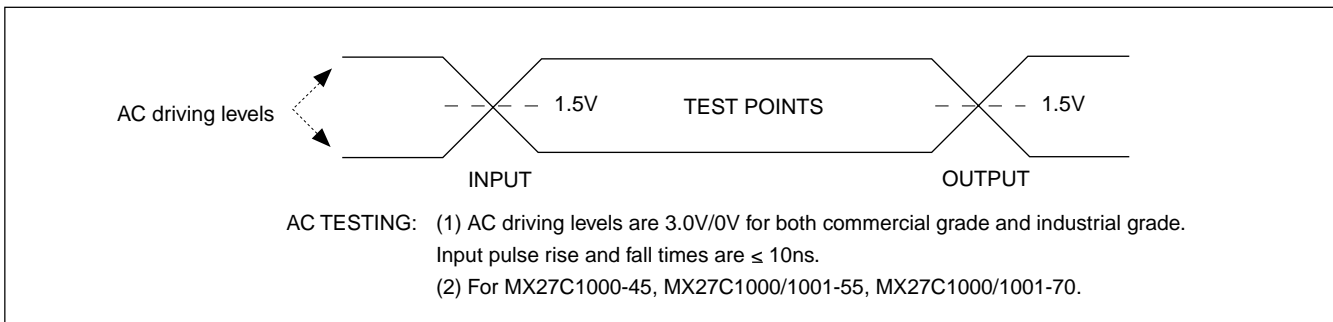 AC driving levels
1.5V
TEST POINTS
1.5V
INPUT
OUTPUT
AC TESTING: (1) AC driving levels are 3.0V/0V for both commercial grade and industrial grade.
Input pulse rise and fall times are ≤ 10ns.
(2) For MX27C1000-45, MX27C1000/1001-55, MX27C1000/1001-70.